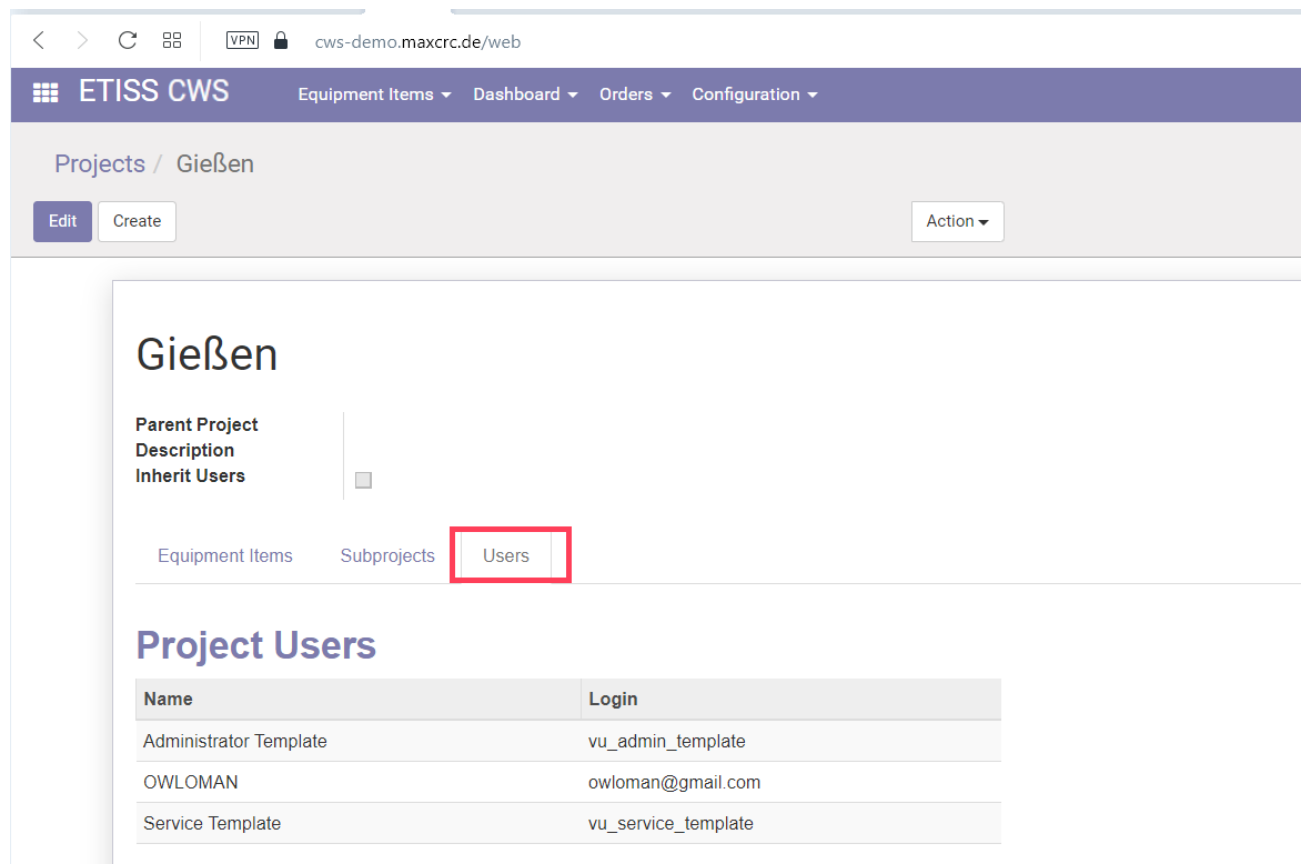 VPN cws-demo.maxcrc.de/web
ETISS CWS Equipment Items Dashboard Orders Configuration
Projects / Gießen
Edit Create Action
Gießen
Parent Project
Description
Inherit Users
Equipment Items Subprojects Users
Project Users
Name Login
Administrator Template vu_admin_template
OWLOMAN owloman@gmail.com
Service Template vu_service_template